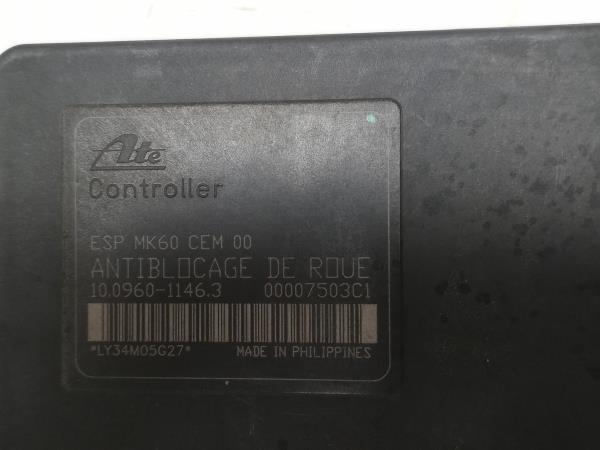 Ate
Controller
ESP MK60 CEM 00
ANTIBLOCAGE DE ROUE
10.0960-1146.3 00007503C1
*LY34M05G27* MADE IN PHILIPPINES